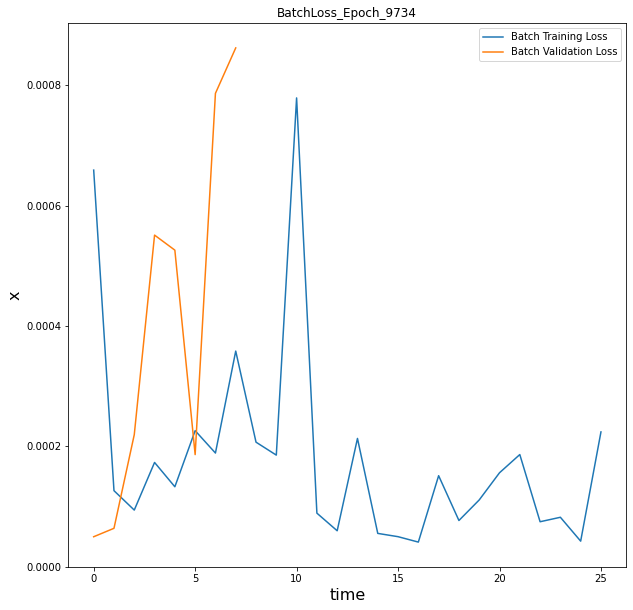 BatchLoss_Epoch_9734
Batch Training Loss
Batch Validation Loss
0.0008
0.0006
0.0004
0.0002
0.0000
x
0 5 10 15 20 25
time